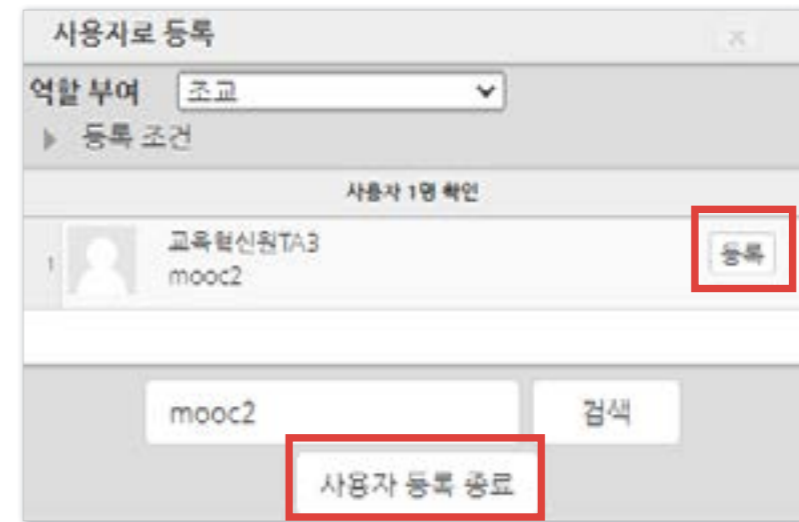 사용자로 등록
역할 부여 조교
등록 조건
사용자 1명 확인
1 교육혁신원TA3
mooc2
등록
mooc2 검색
사용자 등록 종료